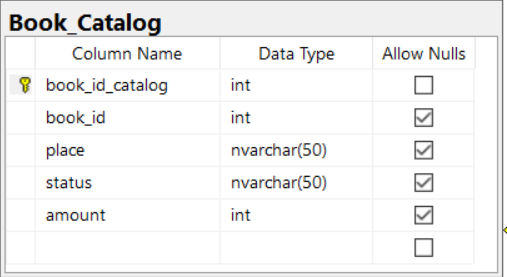 Book_Catalog
Column Name Data Type Allow Nulls
book_id_catalog int
book_id int
place nvarchar(50)
status nvarchar(50)
amount int